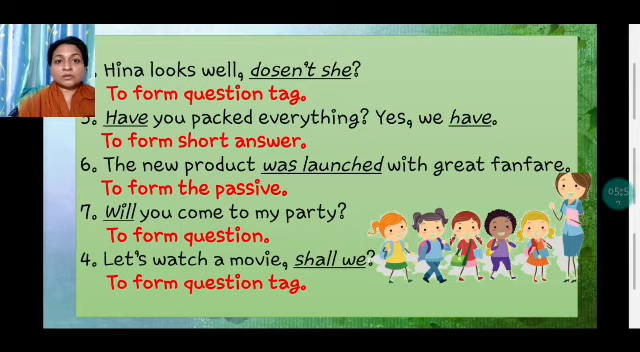 . Hina looks well, dosen't she?
To form question tag.
5. Have you packed everything? Yes, we have.
To form short answer.
6. The new product was launched with great fanfare.
To form the passive.
7. Will you come to my party?
To form question.
4. Let's watch a movie, shall we?
To form question tag.